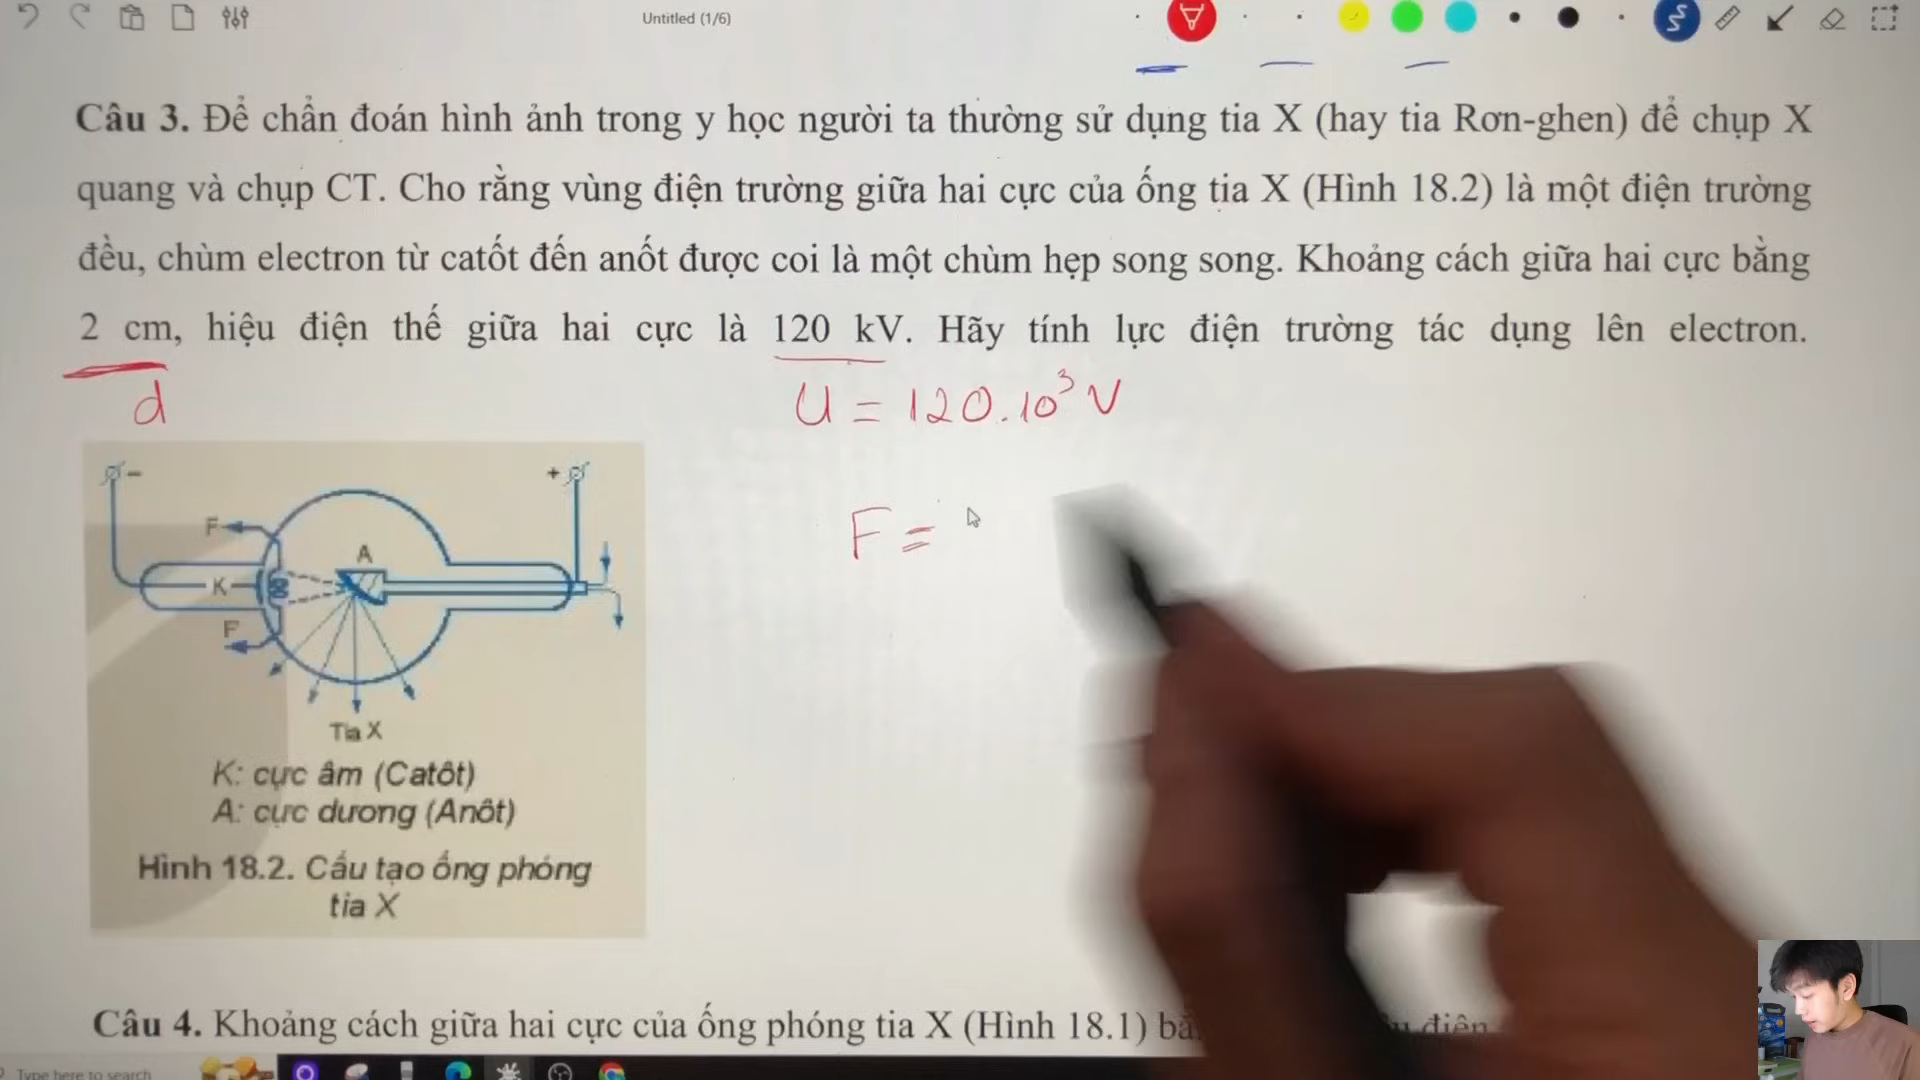 Untitled (1/6)
Câu 3. Để chẩn đoán hình ảnh trong y học người ta thường sử dụng tia X (hay tia Rơn-ghen) để chụp X
quang và chụp CT. Cho rằng vùng điện trường giữa hai cực của ống tia X (Hình 18.2) là một điện trường
đều, chùm electron từ catốt đến anốt được coi là một chùm hẹp song song. Khoảng cách giữa hai cực bằng
2 cm, hiệu điện thế giữa hai cực là 120 kV. Hãy tính lực điện trường tác dụng lên electron.
d
U = 120.10³ V
F =
- +
F
A
K
F
Tia X
K: cực âm (Catôt)
A: cực dương (Anôt)
Hình 18.2. Cấu tạo ống phóng
tia X
Câu 4. Khoảng cách giữa hai cực của ống phóng tia X (Hình 18.1) điện
Type here to search